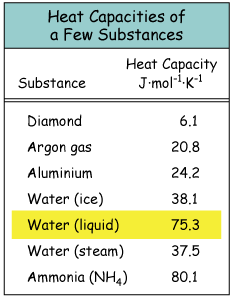 Heat Capacities of
a Few Substances
Heat Capacity
Substance J·mol⁻¹·K⁻¹
Diamond 6.1
Argon gas 20.8
Aluminium 24.2
Water (ice) 38.1
Water (liquid) 75.3
Water (steam) 37.5
Ammonia (NH₄) 80.1